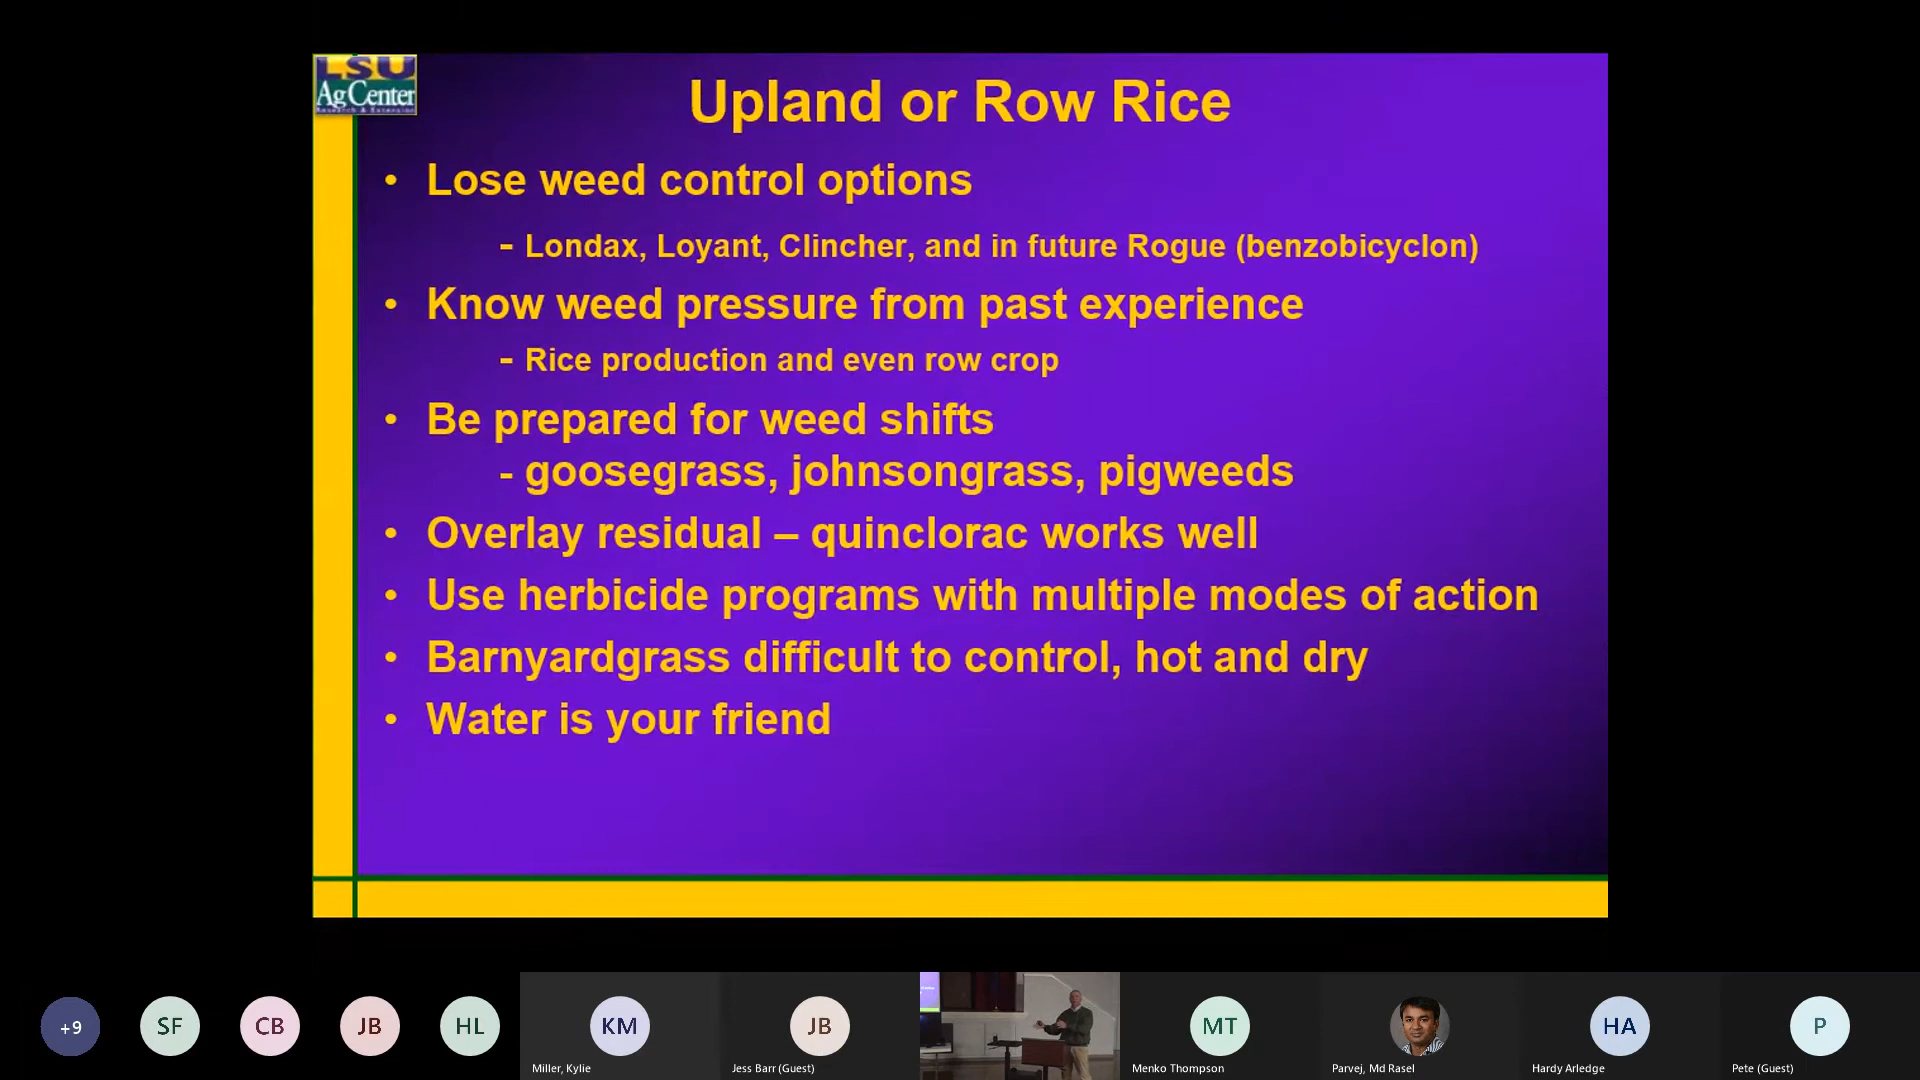 LSU
AgCenter
Research & Extension
Upland or Row Rice
• Lose weed control options
- Londax, Loyant, Clincher, and in future Rogue (benzobicyclon)
• Know weed pressure from past experience
- Rice production and even row crop
• Be prepared for weed shifts
- goosegrass, johnsongrass, pigweeds
• Overlay residual – quinclorac works well
• Use herbicide programs with multiple modes of action
• Barnyardgrass difficult to control, hot and dry
• Water is your friend
+9
SF
CB
JB
HL
KM
JB
MT
HA
P
Miller, Kylie
Jess Barr (Guest)
Menko Thompson
Parvej, Md Rasel
Hardy Arledge
Pete (Guest)